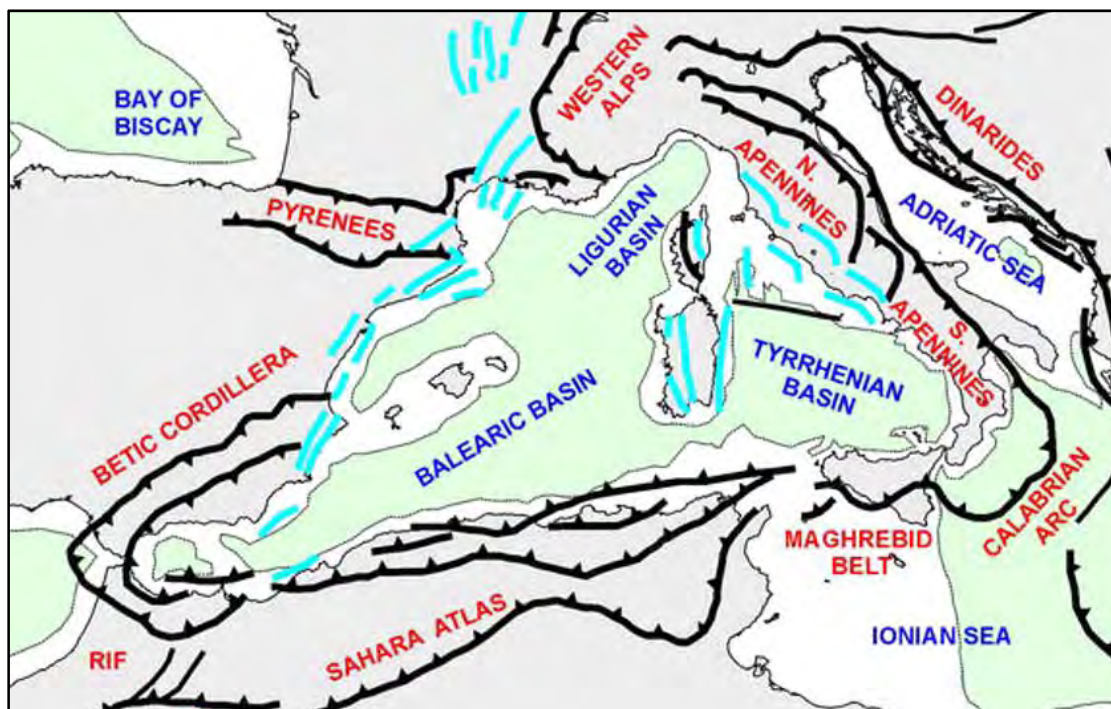 BAY OF
BISCAY
WESTERN
ALPS
DINARIDES
N.
APENNINES
PYRENEES
LIGURIAN
BASIN
ADRIATIC SEA
S.
APENNINES
TYRRHENIAN
BASIN
BETIC CORDILLERA
BALEARIC BASIN
CALABRIAN
ARC
MAGHREBID
BELT
RIF
SAHARA ATLAS
IONIAN SEA